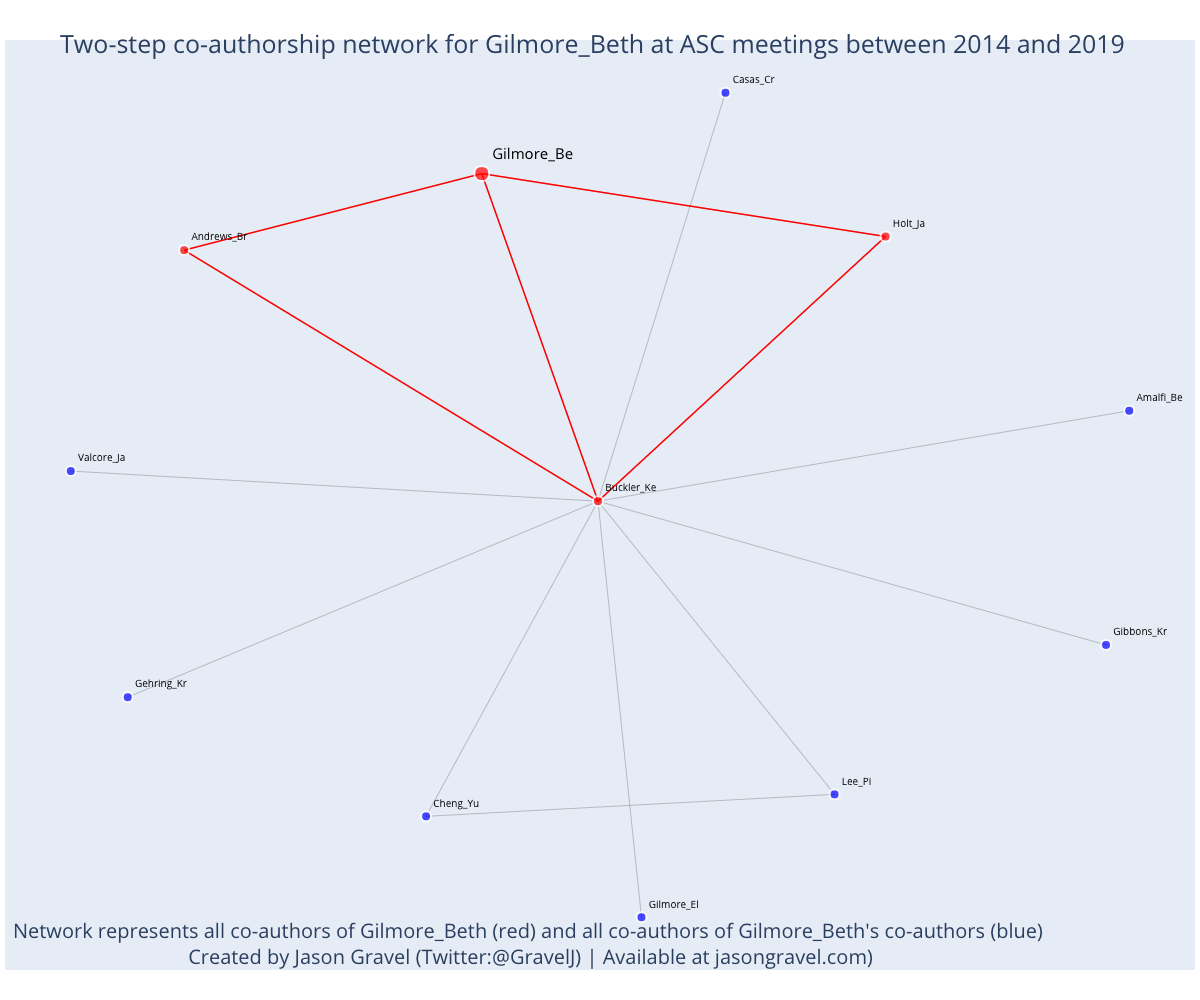 Two-step co-authorship network for Gilmore_Beth at ASC meetings between 2014 and 2019
Casas_Cr
Gilmore_Be
Holt_Ja
Andrews_Br
Amalfi_Be
Valcore_Ja
Buckler_Ke
Gibbons_Kr
Gehring_Kr
Lee_Pi
Cheng_Yu
Gilmore_El
Network represents all co-authors of Gilmore_Beth (red) and all co-authors of Gilmore_Beth's co-authors (blue)
Created by Jason Gravel (Twitter:@GravelJ) | Available at jasongravel.com)